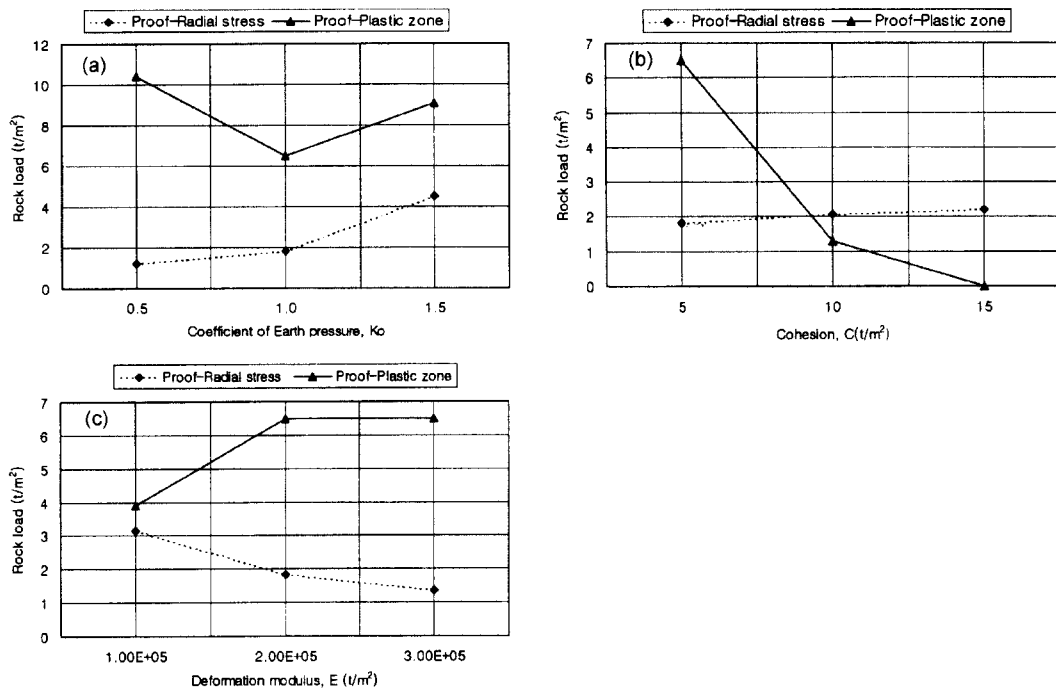 Proof-Radial stress Proof-Plastic zone
(a)
12
10
8
6
4
2
0
Rock load (t/m²)
0.5 1.0 1.5
Coefficient of Earth pressure, Ko
Proof-Radial stress Proof-Plastic zone
(b)
7
6
5
4
3
2
1
0
Rock load (t/m²)
5 10 15
Cohesion, C(t/m²)
Proof-Radial stress Proof-Plastic zone
(c)
7
6
5
4
3
2
1
0
Rock load (t/m²)
1.00E+05 2.00E+05 3.00E+05
Deformation modulus, E (t/m²)